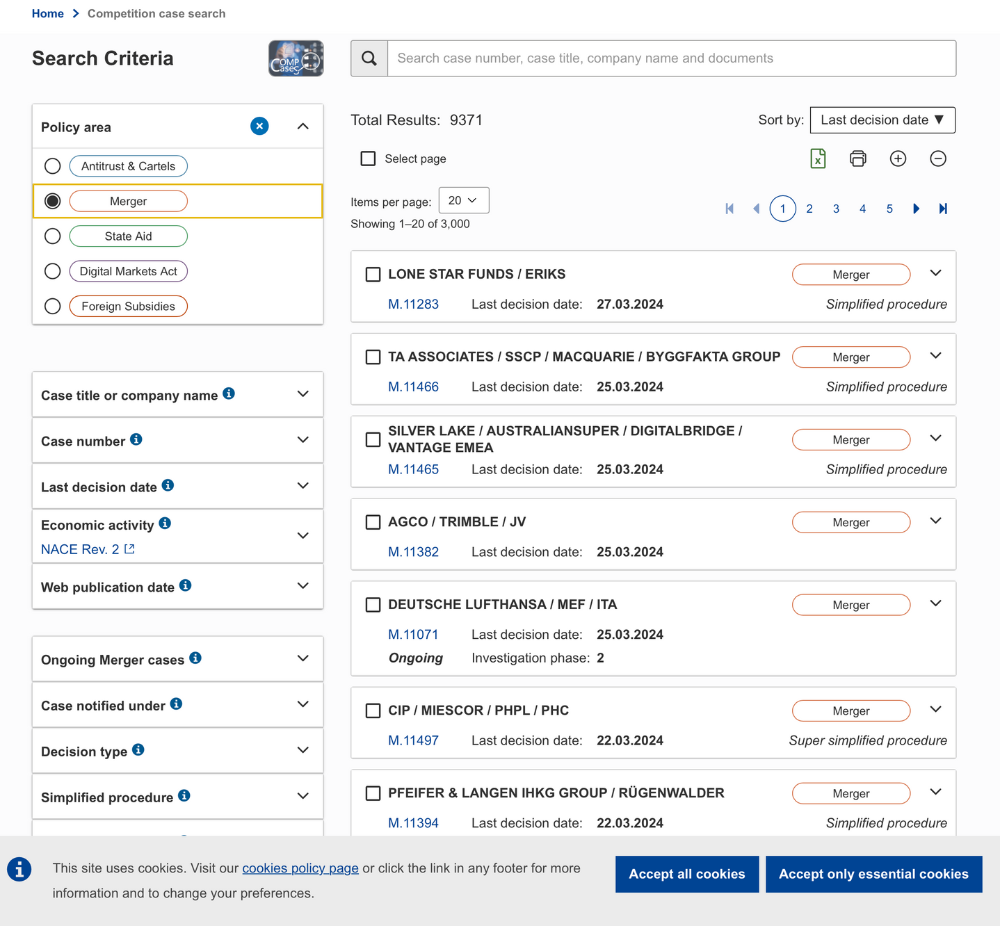 Home > Competition case search
Search Criteria
COMP Cases
Search case number, case title, company name and documents
Policy area
Antitrust & Cartels
Merger
State Aid
Digital Markets Act
Foreign Subsidies
Case title or company name
Case number
Last decision date
Economic activity
NACE Rev. 2
Web publication date
Ongoing Merger cases
Case notified under
Decision type
Simplified procedure
Total Results: 9371
Sort by: Last decision date ▼
Select page
Items per page: 20
Showing 1–20 of 3,000
1 2 3 4 5
LONE STAR FUNDS / ERIKS
Merger
M.11283 Last decision date: 27.03.2024 Simplified procedure
TA ASSOCIATES / SSCP / MACQUARIE / BYGGFAKTA GROUP
Merger
M.11466 Last decision date: 25.03.2024 Simplified procedure
SILVER LAKE / AUSTRALIANSUPER / DIGITALBRIDGE /
VANTAGE EMEA
Merger
M.11465 Last decision date: 25.03.2024 Simplified procedure
AGCO / TRIMBLE / JV
Merger
M.11382 Last decision date: 25.03.2024
DEUTSCHE LUFTHANSA / MEF / ITA
Merger
M.11071 Last decision date: 25.03.2024
Ongoing Investigation phase: 2
CIP / MIESCOR / PHPL / PHC
Merger
M.11497 Last decision date: 22.03.2024 Super simplified procedure
PFEIFER & LANGEN IHKG GROUP / RÜGENWALDER
Merger
M.11394 Last decision date: 22.03.2024 Simplified procedure
This site uses cookies. Visit our cookies policy page or click the link in any footer for more
information and to change your preferences.
Accept all cookies
Accept only essential cookies